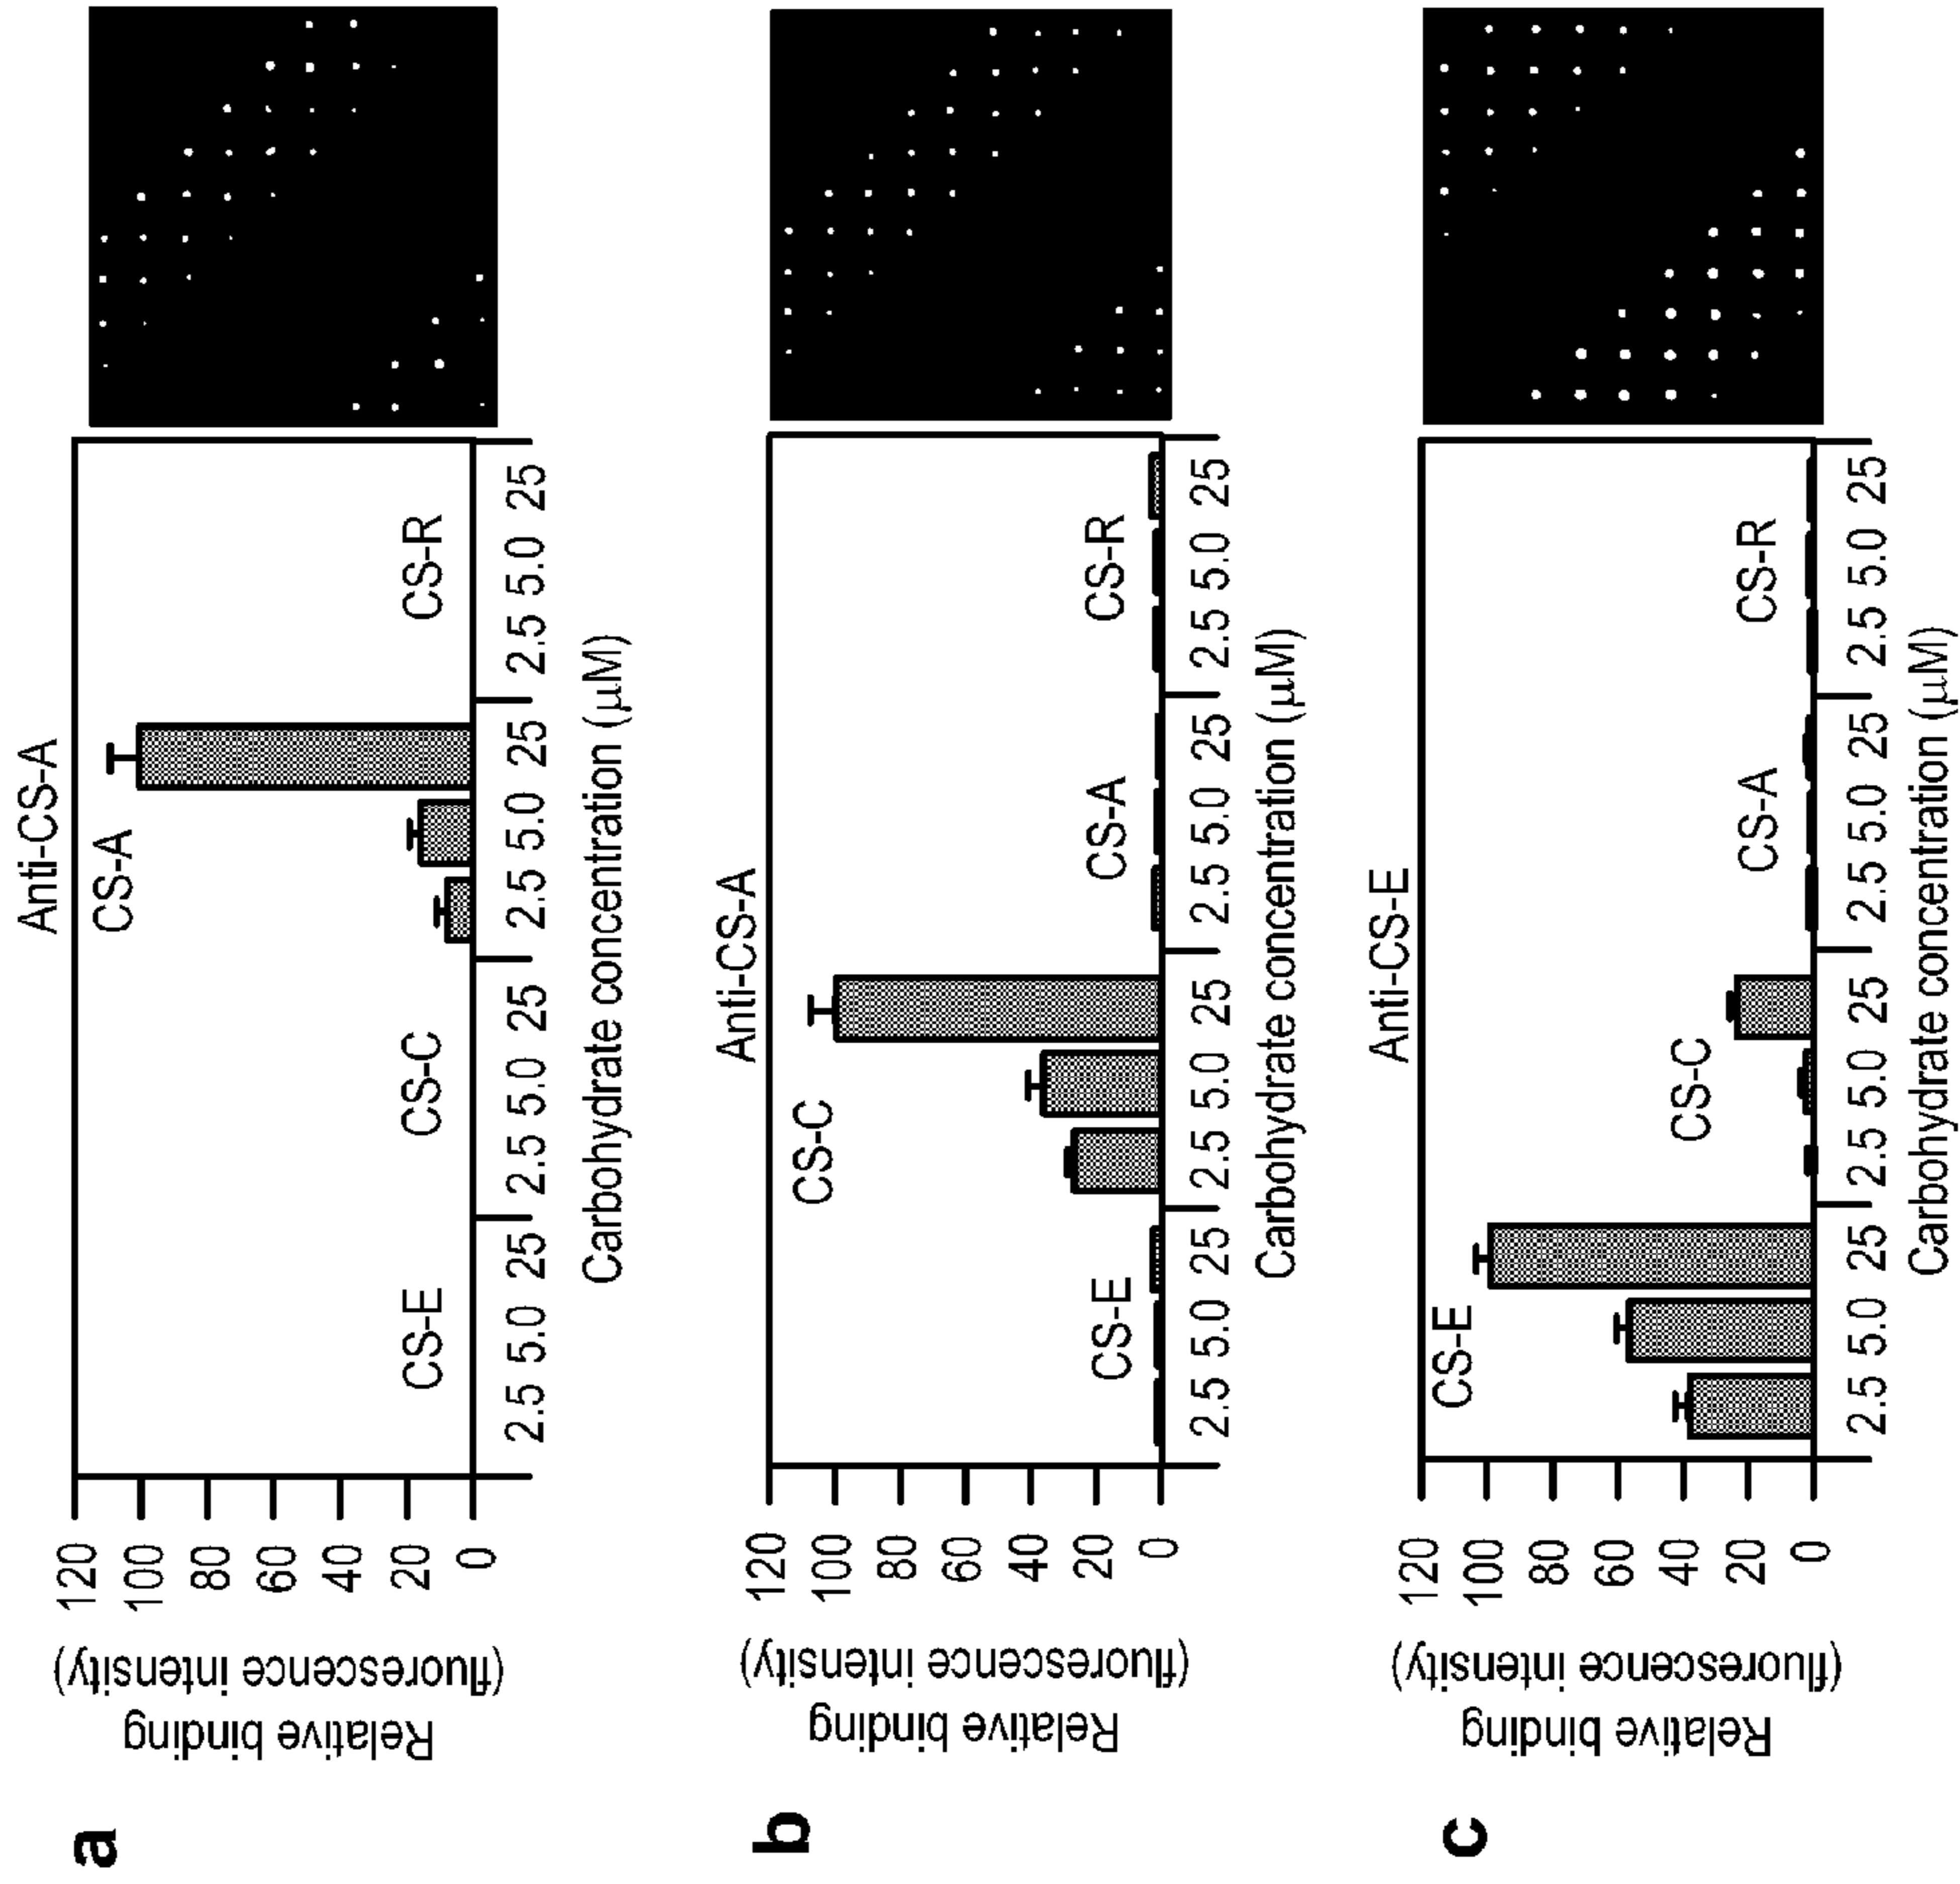 a
Anti-CS-A
Relative binding
(fluorescence intensity)
120
100
80
60
40
20
0
CS-E
CS-C
CS-A
CS-R
2.5 5.0 25 2.5 5.0 25 2.5 5.0 25 2.5 5.0 25
Carbohydrate concentration (μM)
b
Anti-CS-A
Relative binding
(fluorescence intensity)
120
100
80
60
40
20
0
CS-E
CS-C
CS-A
CS-R
2.5 5.0 25 2.5 5.0 25 2.5 5.0 25 2.5 5.0 25
Carbohydrate concentration (μM)
c
Anti-CS-E
Relative binding
(fluorescence intensity)
120
100
80
60
40
20
0
CS-E
CS-C
CS-A
CS-R
2.5 5.0 25 2.5 5.0 25 2.5 5.0 25 2.5 5.0 25
Carbohydrate concentration (μM)